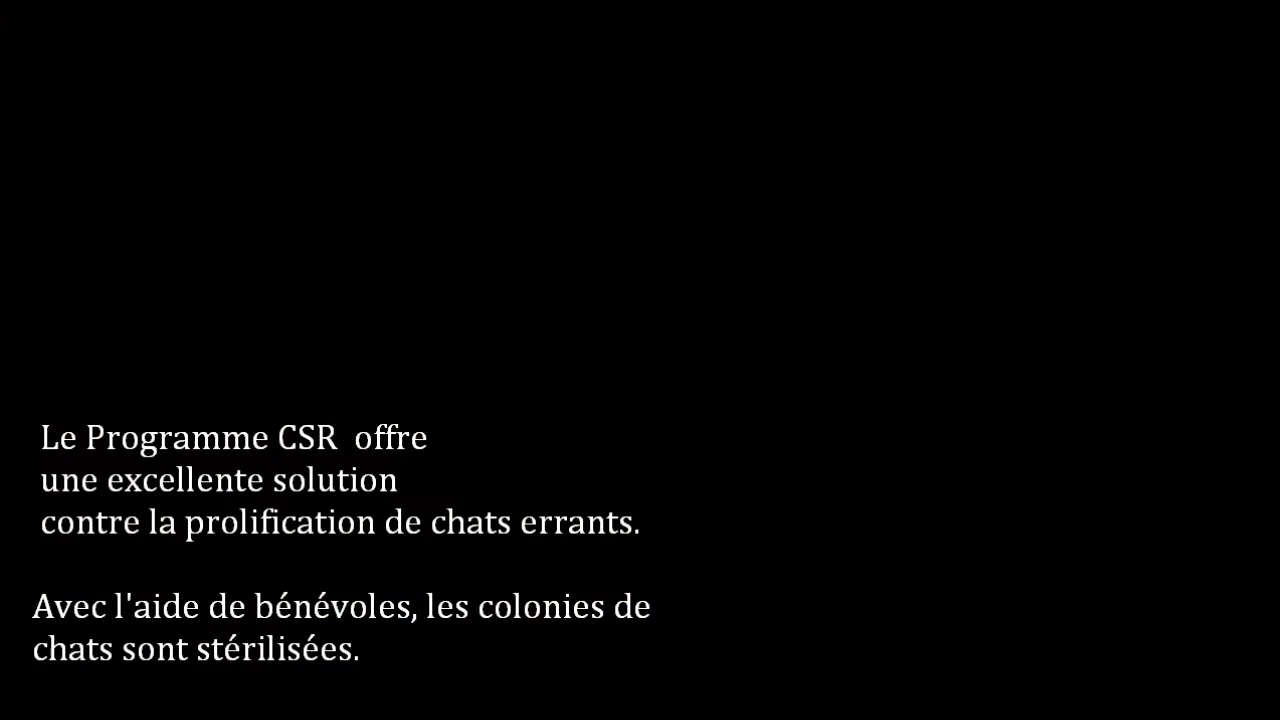 Le Programme CSR  offre
une excellente solution
contre la prolification de chats errants.
Avec l'aide de bénévoles, les colonies de
chats sont stérilisées.